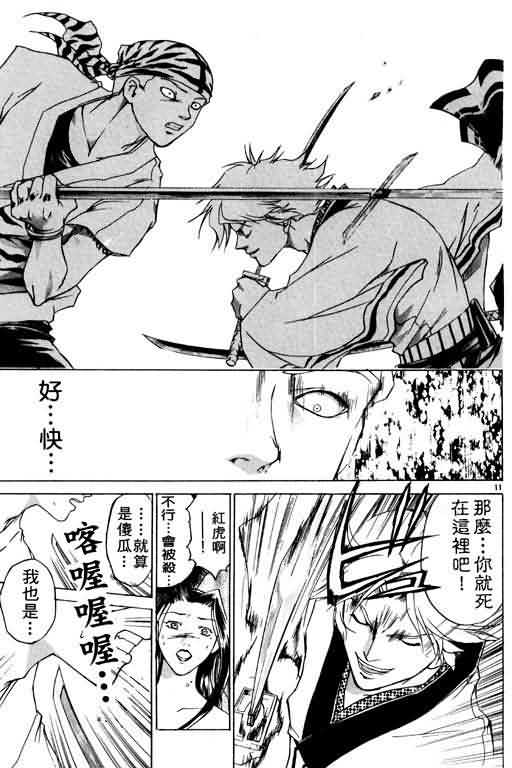 好…
快…
…
11
那麼…你就死
在這裡吧！
紅虎啊
——！
不行…會被殺…
……就算
是傻瓜…
喀喔喔喔…
我也是…